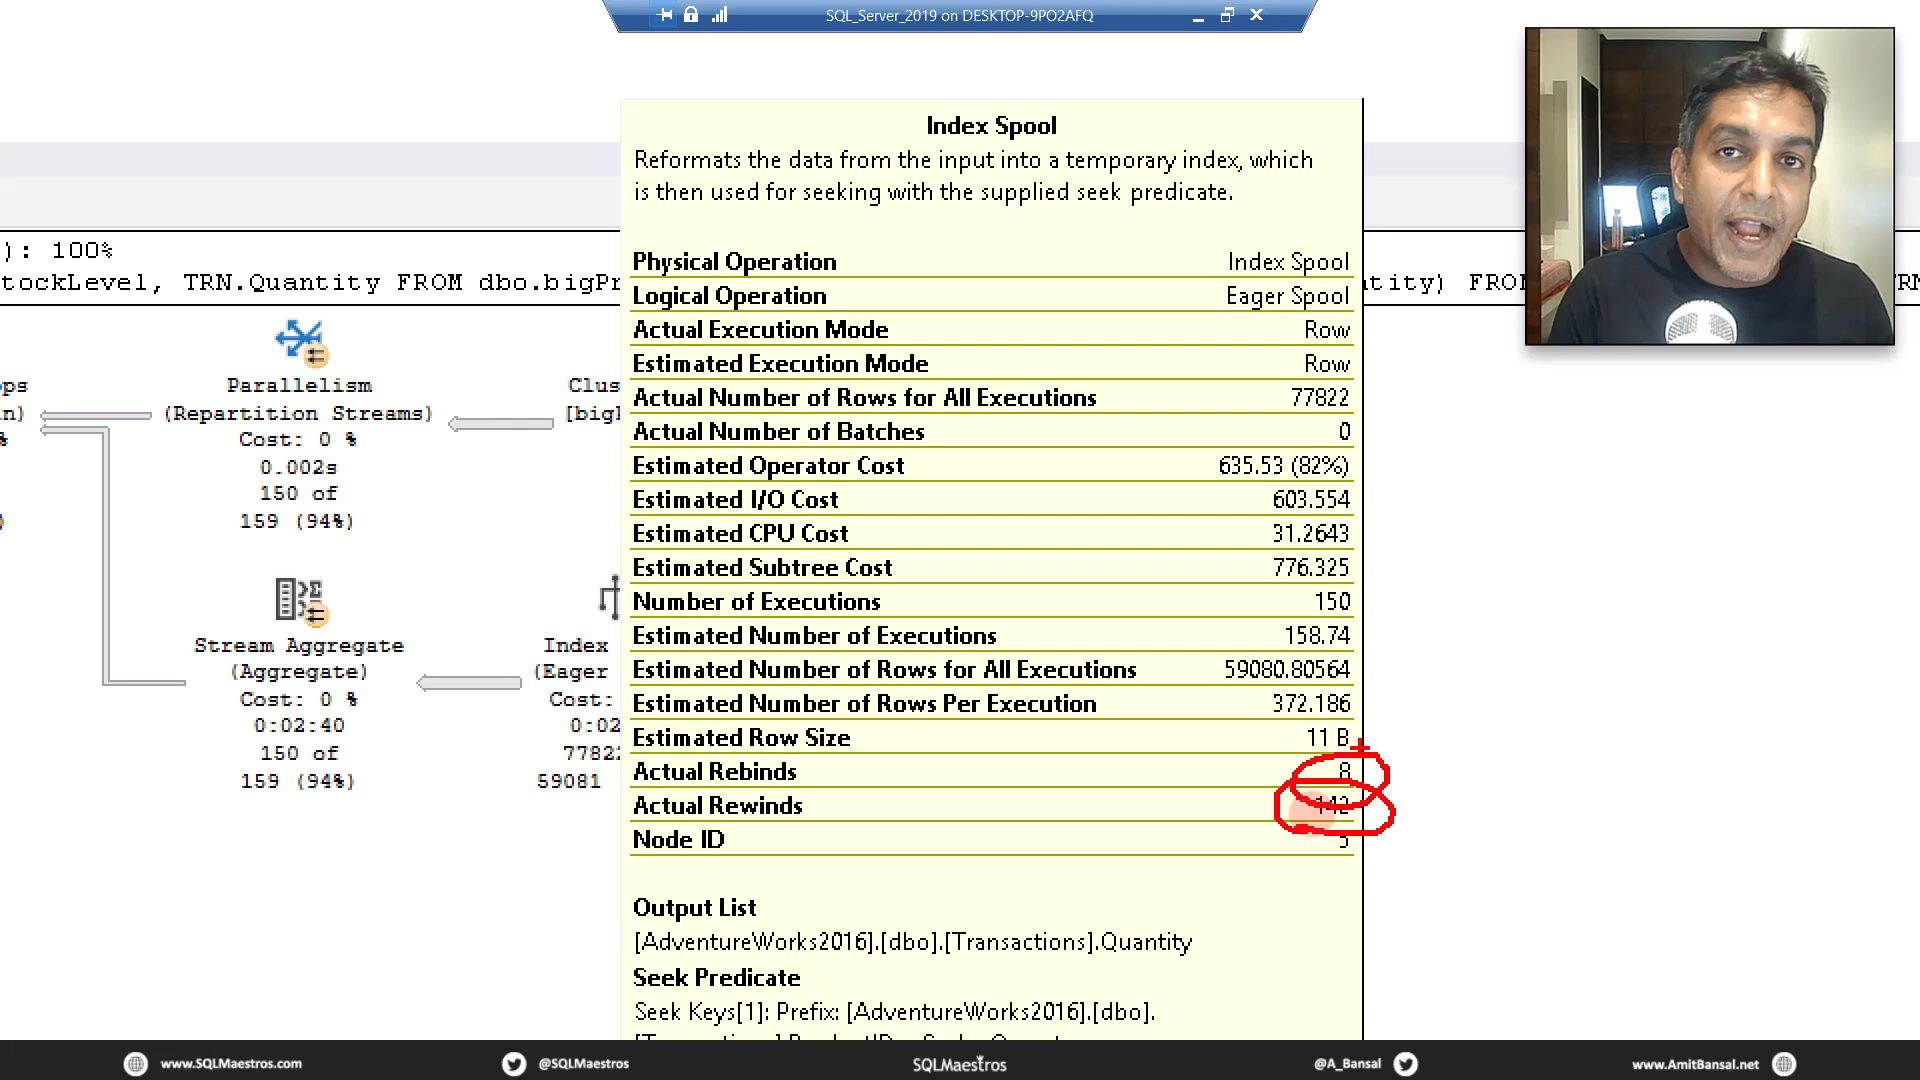 SQL_Server_2019 on DESKTOP-9PO2AFQ
): 100%
tockLevel, TRN.Quantity FROM dbo.bigPr
tity) FROM
Parallelism
(Repartition Streams)
Cost: 0 %
0.002s
150 of
159 (94%)
Stream Aggregate
(Aggregate)
Cost: 0 %
0:02:40
150 of
159 (94%)
Index
(Eager
Cost:
0:02
77822
59081
Index Spool
Reformats the data from the input into a temporary index, which
is then used for seeking with the supplied seek predicate.
Physical Operation Index Spool
Logical Operation Eager Spool
Actual Execution Mode Row
Estimated Execution Mode Row
Actual Number of Rows for All Executions 77822
Actual Number of Batches 0
Estimated Operator Cost 635.53 (82%)
Estimated I/O Cost 603.554
Estimated CPU Cost 31.2643
Estimated Subtree Cost 776.325
Number of Executions 150
Estimated Number of Executions 158.74
Estimated Number of Rows for All Executions 59080.80564
Estimated Number of Rows Per Execution 372.186
Estimated Row Size 11 B
Actual Rebinds 8
Actual Rewinds 142
Node ID
Output List
[AdventureWorks2016].[dbo].[Transactions].Quantity
Seek Predicate
Seek Keys[1]: Prefix: [AdventureWorks2016].[dbo].
www.SQLMaestros.com
@SQLMaestros
SQLMaestros
@A_Bansal
www.AmitBansal.net